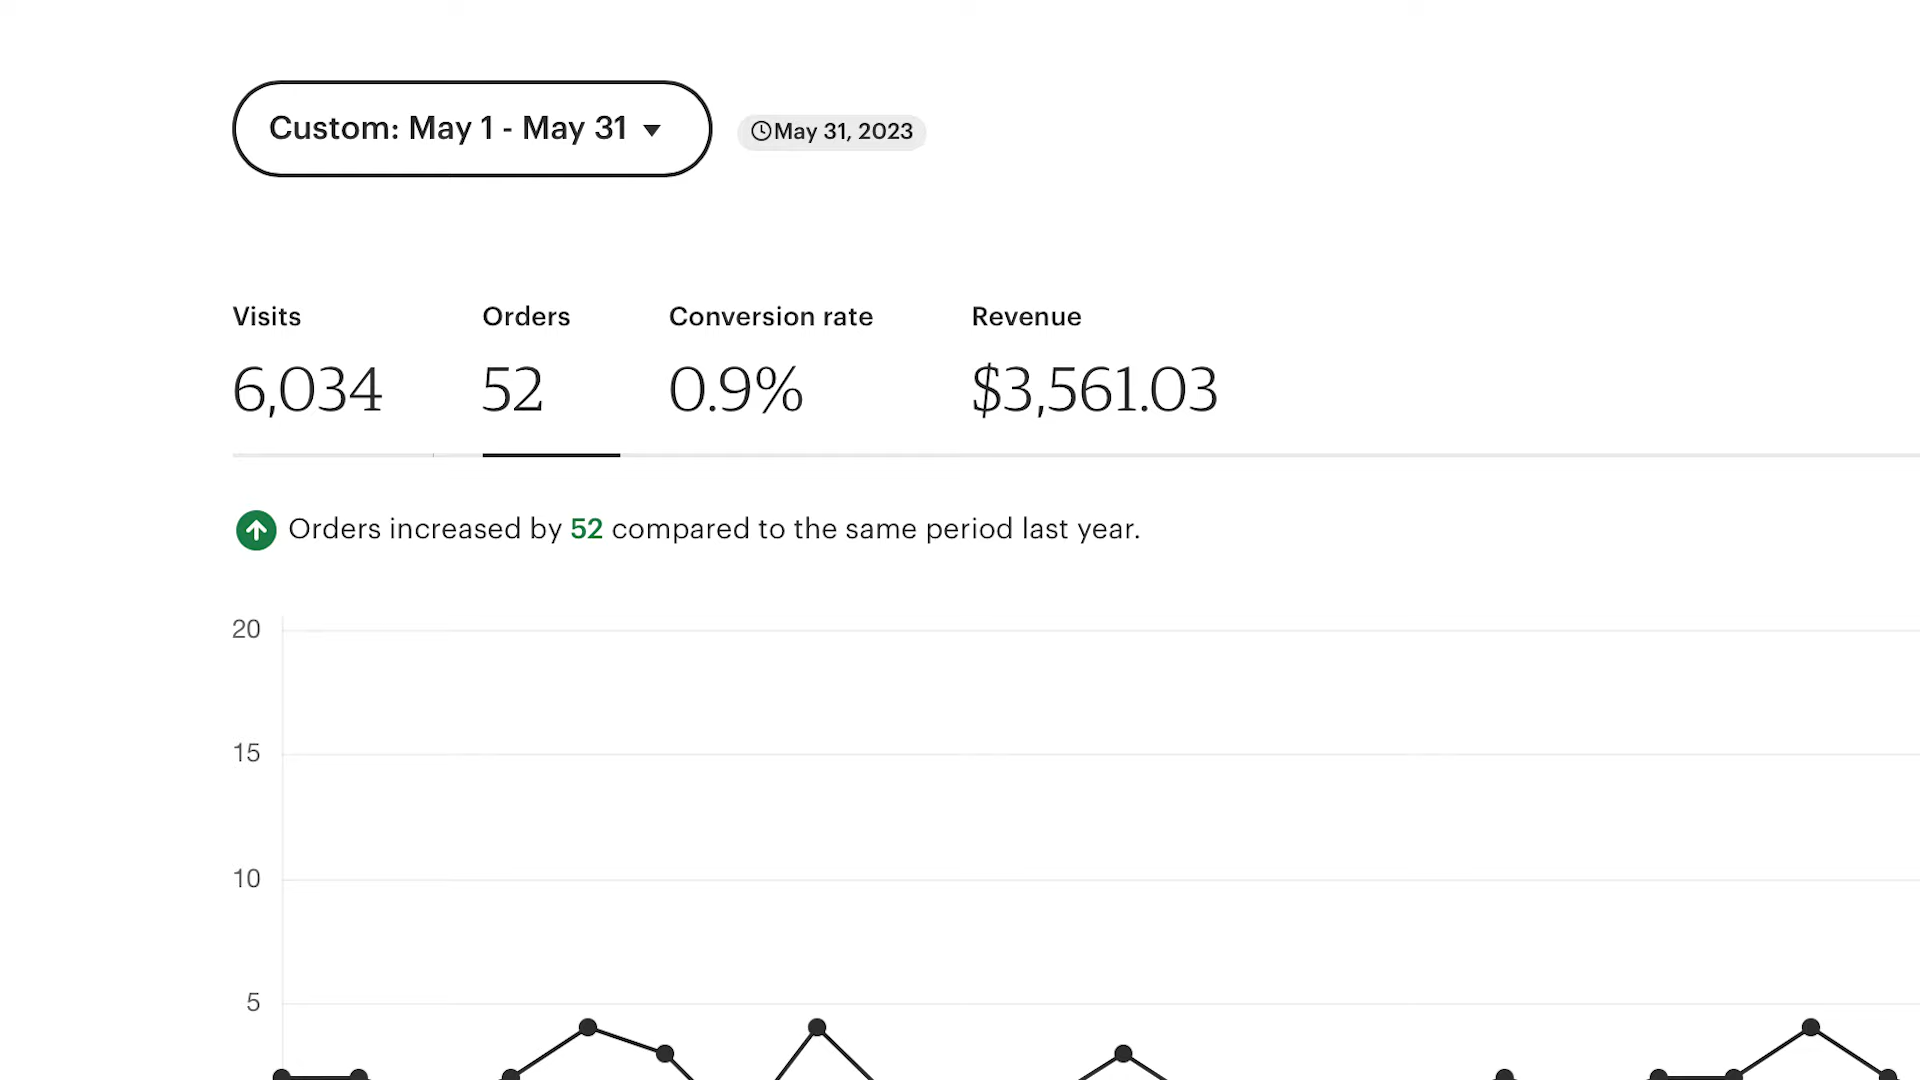 Custom: May 1 - May 31
May 31, 2023
Visits Orders Conversion rate Revenue
6,034 52 0.9% $3,561.03
Orders increased by 52 compared to the same period last year.
20
15
10
5